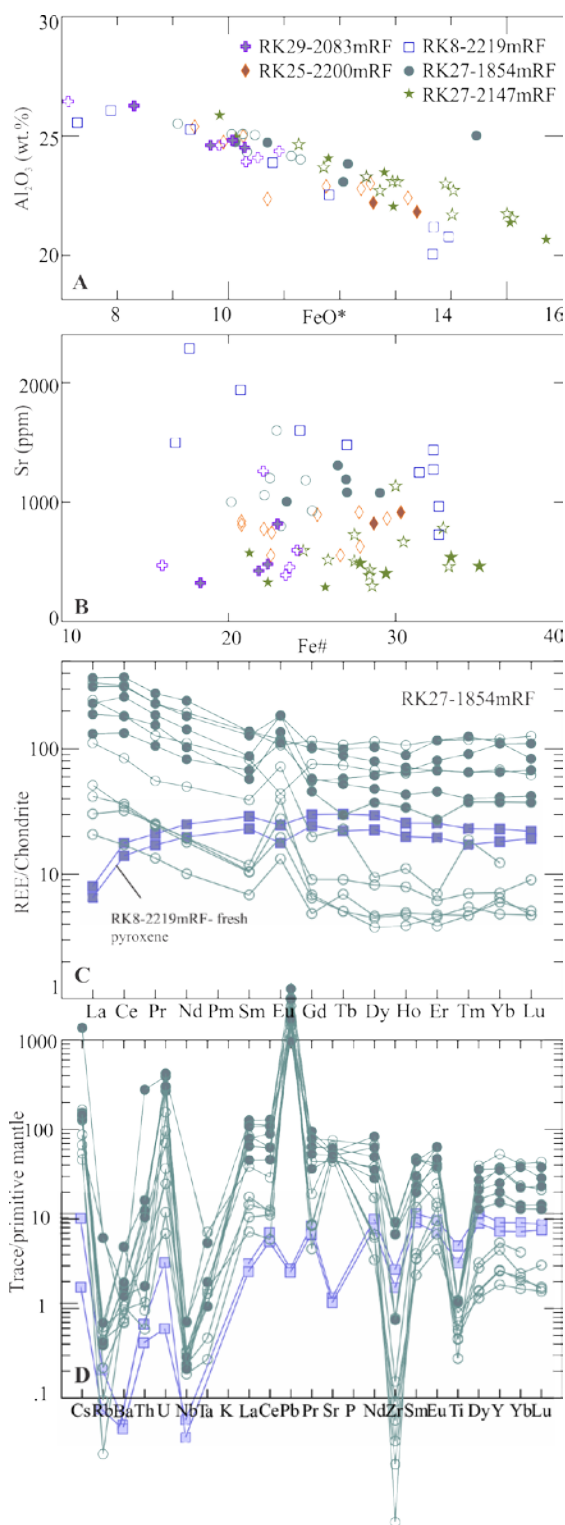 30
RK29-2083mRF
RK8-2219mRF
RK25-2200mRF
RK27-1854mRF
RK27-2147mRF
25
Al₂O₃ (wt.%)
20
A
8
10
14
16
FeO*
2000
Sr (ppm)
1000
0
B
10
20
30
40
Fe#
RK27-1854mRF
100
REE/Chondrite
10
RK8-2219mRF- fresh
pyroxene
C
1
La Ce Pr Nd Pm Sm Eu Gd Tb Dy Ho Er Tm Yb Lu
1000
100
Trace/primitive mantle
10
1
D
.1
Cs Rb Ba Th U Nb Ta K La Ce Pb Pr Sr P Nd Zr Sm Eu Ti Dy Y Yb Lu